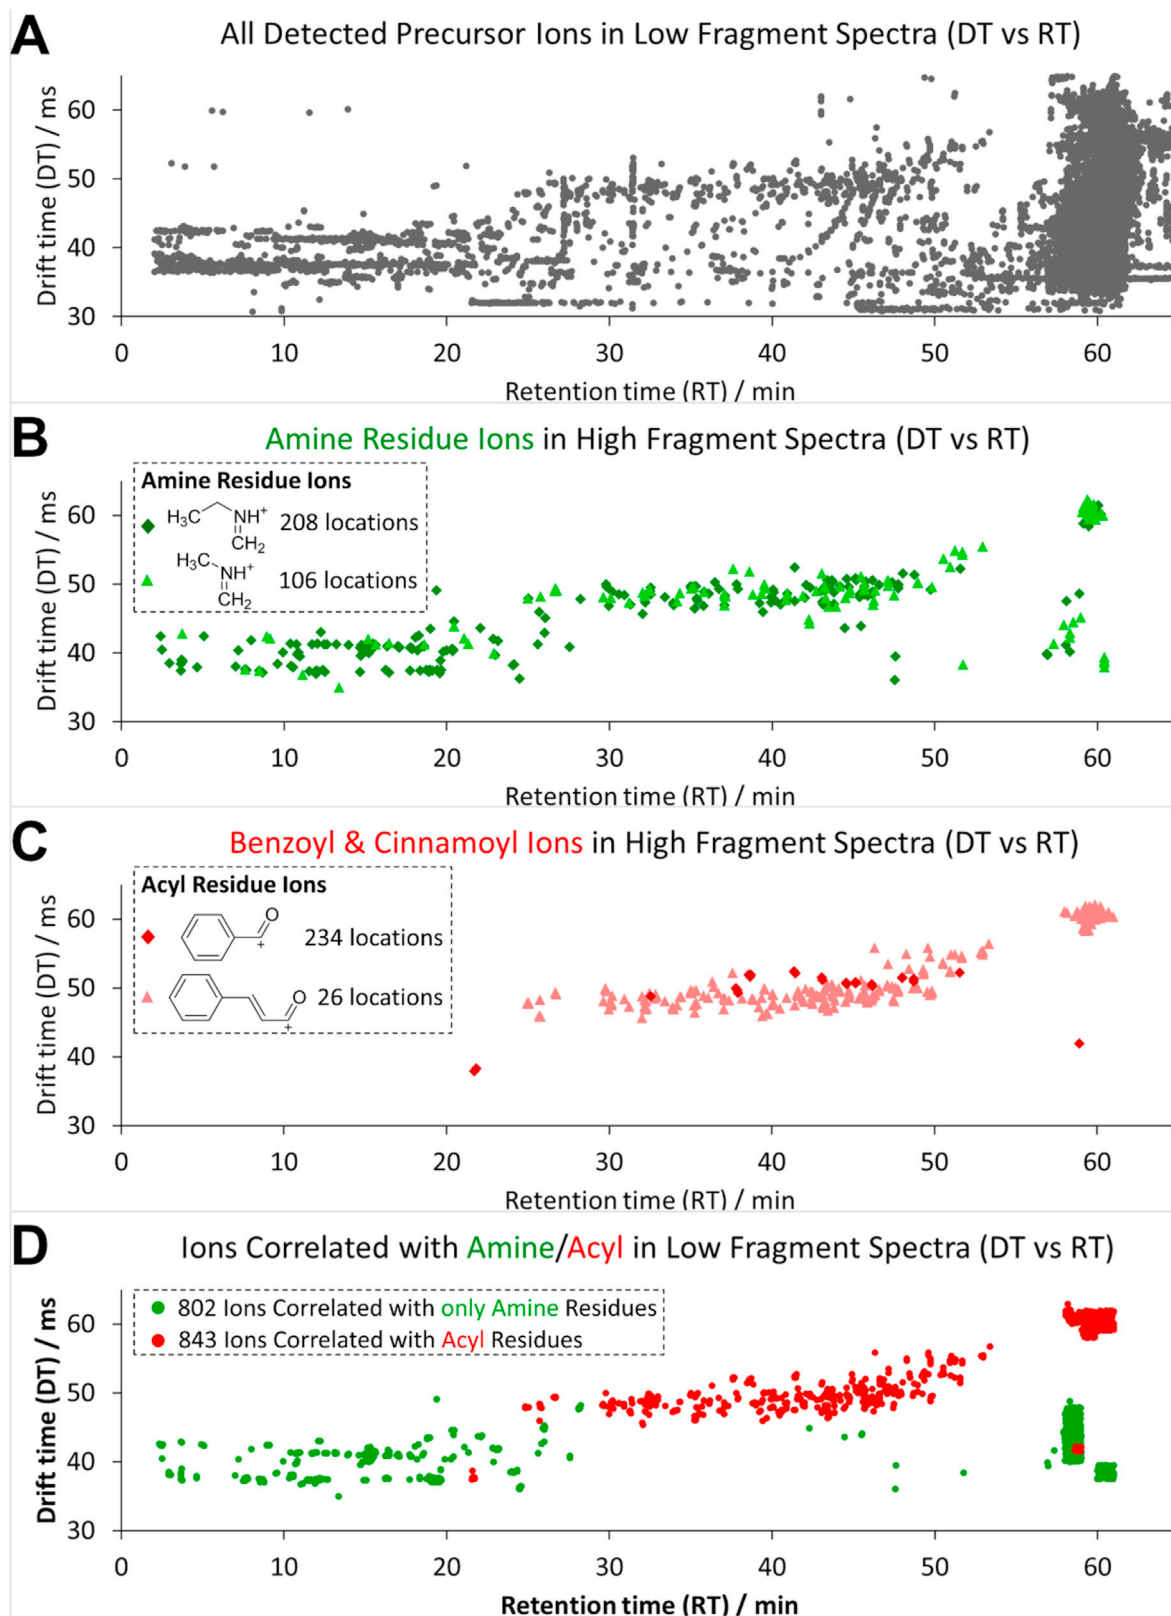 A
All Detected Precursor Ions in Low Fragment Spectra (DT vs RT)
Drift time (DT) / ms
60
50
40
30
0 10 20 30 40 50 60
Retention time (RT) / min
B
Amine Residue Ions in High Fragment Spectra (DT vs RT)
Drift time (DT) / ms
Amine Residue Ions
H3C NH+ CH2 208 locations
H3C NH+ CH2 106 locations
60
50
40
30
0 10 20 30 40 50 60
Retention time (RT) / min
C
Benzoyl & Cinnamoyl Ions in High Fragment Spectra (DT vs RT)
Drift time (DT) / ms
Acyl Residue Ions
O + 234 locations
O + 26 locations
60
50
40
30
0 10 20 30 40 50 60
Retention time (RT) / min
D
Ions Correlated with Amine/Acyl in Low Fragment Spectra (DT vs RT)
Drift time (DT) / ms
802 Ions Correlated with only Amine Residues
843 Ions Correlated with Acyl Residues
60
50
40
30
0 10 20 30 40 50 60
Retention time (RT) / min